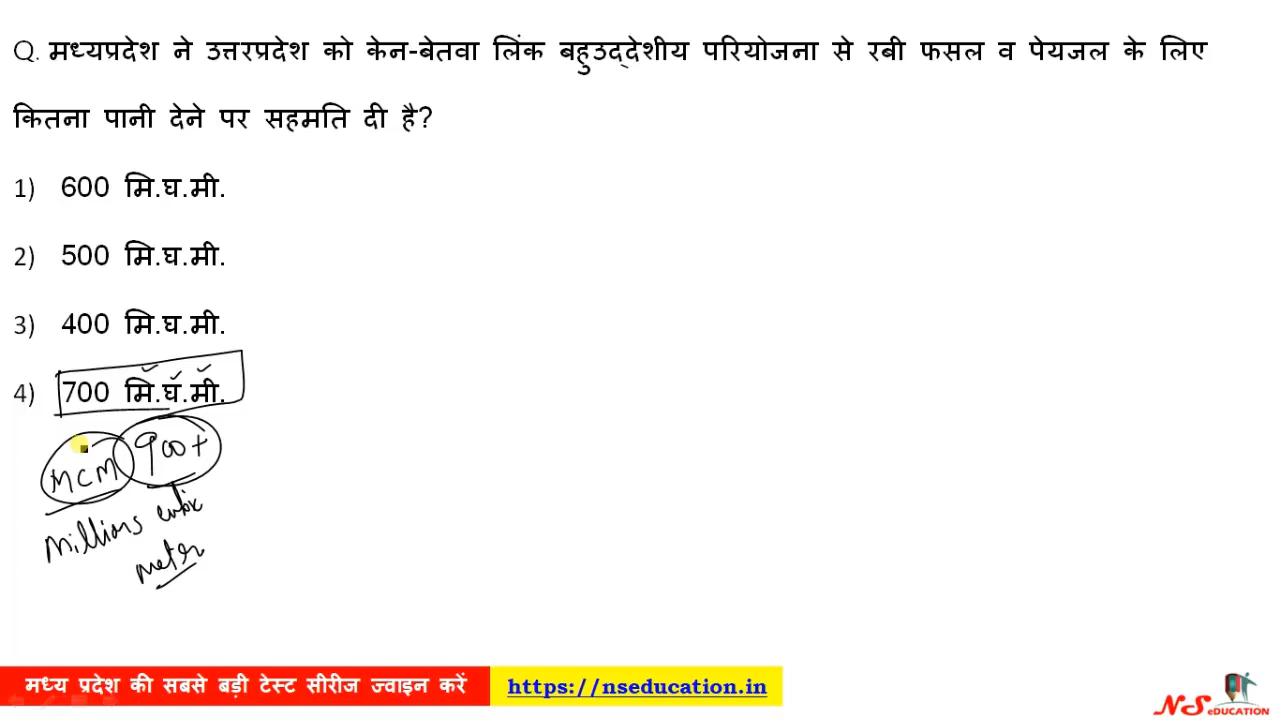 Q. मध्यप्रदेश ने उत्तरप्रदेश को केन-बेतवा लिंक बहुउद्देशीय परियोजना से रबी फसल व पेयजल के लिए
कितना पानी देने पर सहमति दी है?
1) 600 मि.घ.मी.
2) 500 मि.घ.मी.
3) 400 मि.घ.मी.
4) 700 मि.घ.मी.
MCM 900+
Millions cubic
meter
मध्य प्रदेश की सबसे बड़ी टेस्ट सीरीज ज्वाइन करें https://nseducation.in
NS eDUCATION